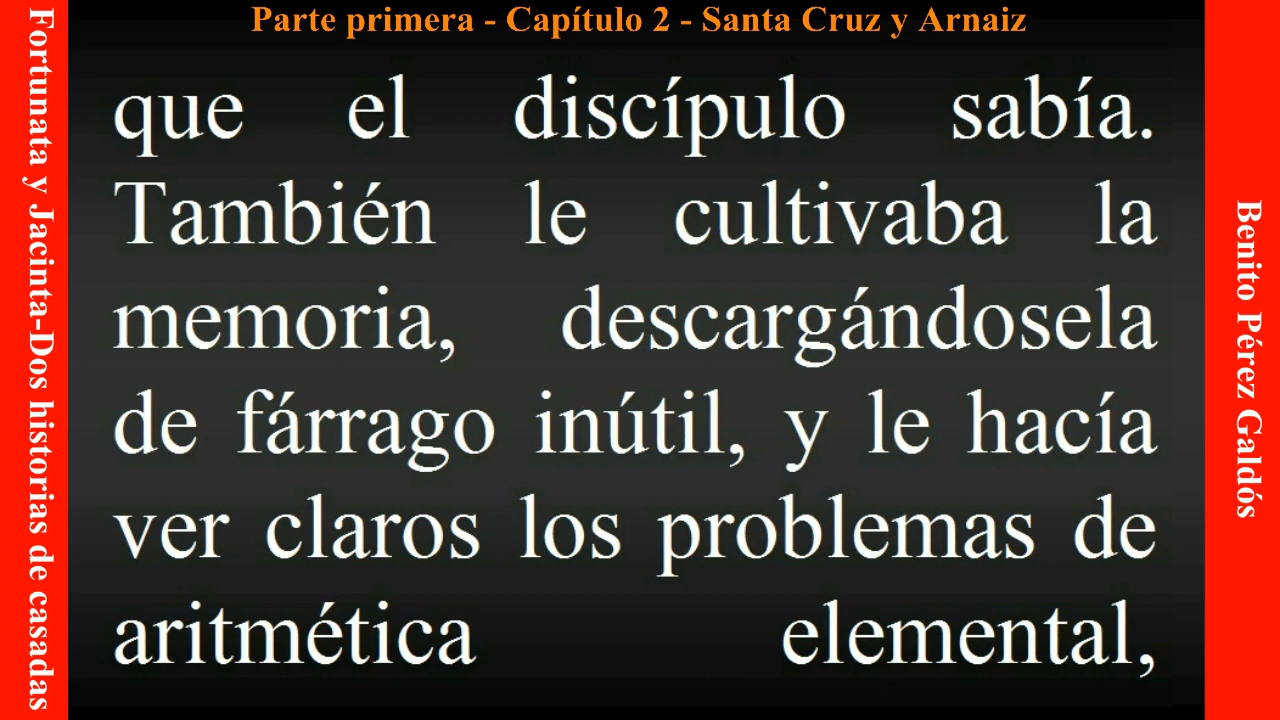 Parte primera - Capítulo 2 - Santa Cruz y Arnaiz
Fortunata y Jacinta-Dos historias de casadas
que el discípulo sabía.
También le cultivaba la
memoria, descargándosela
de fárrago inútil, y le hacía
ver claros los problemas de
aritmética elemental,
Benito Pérez Galdós